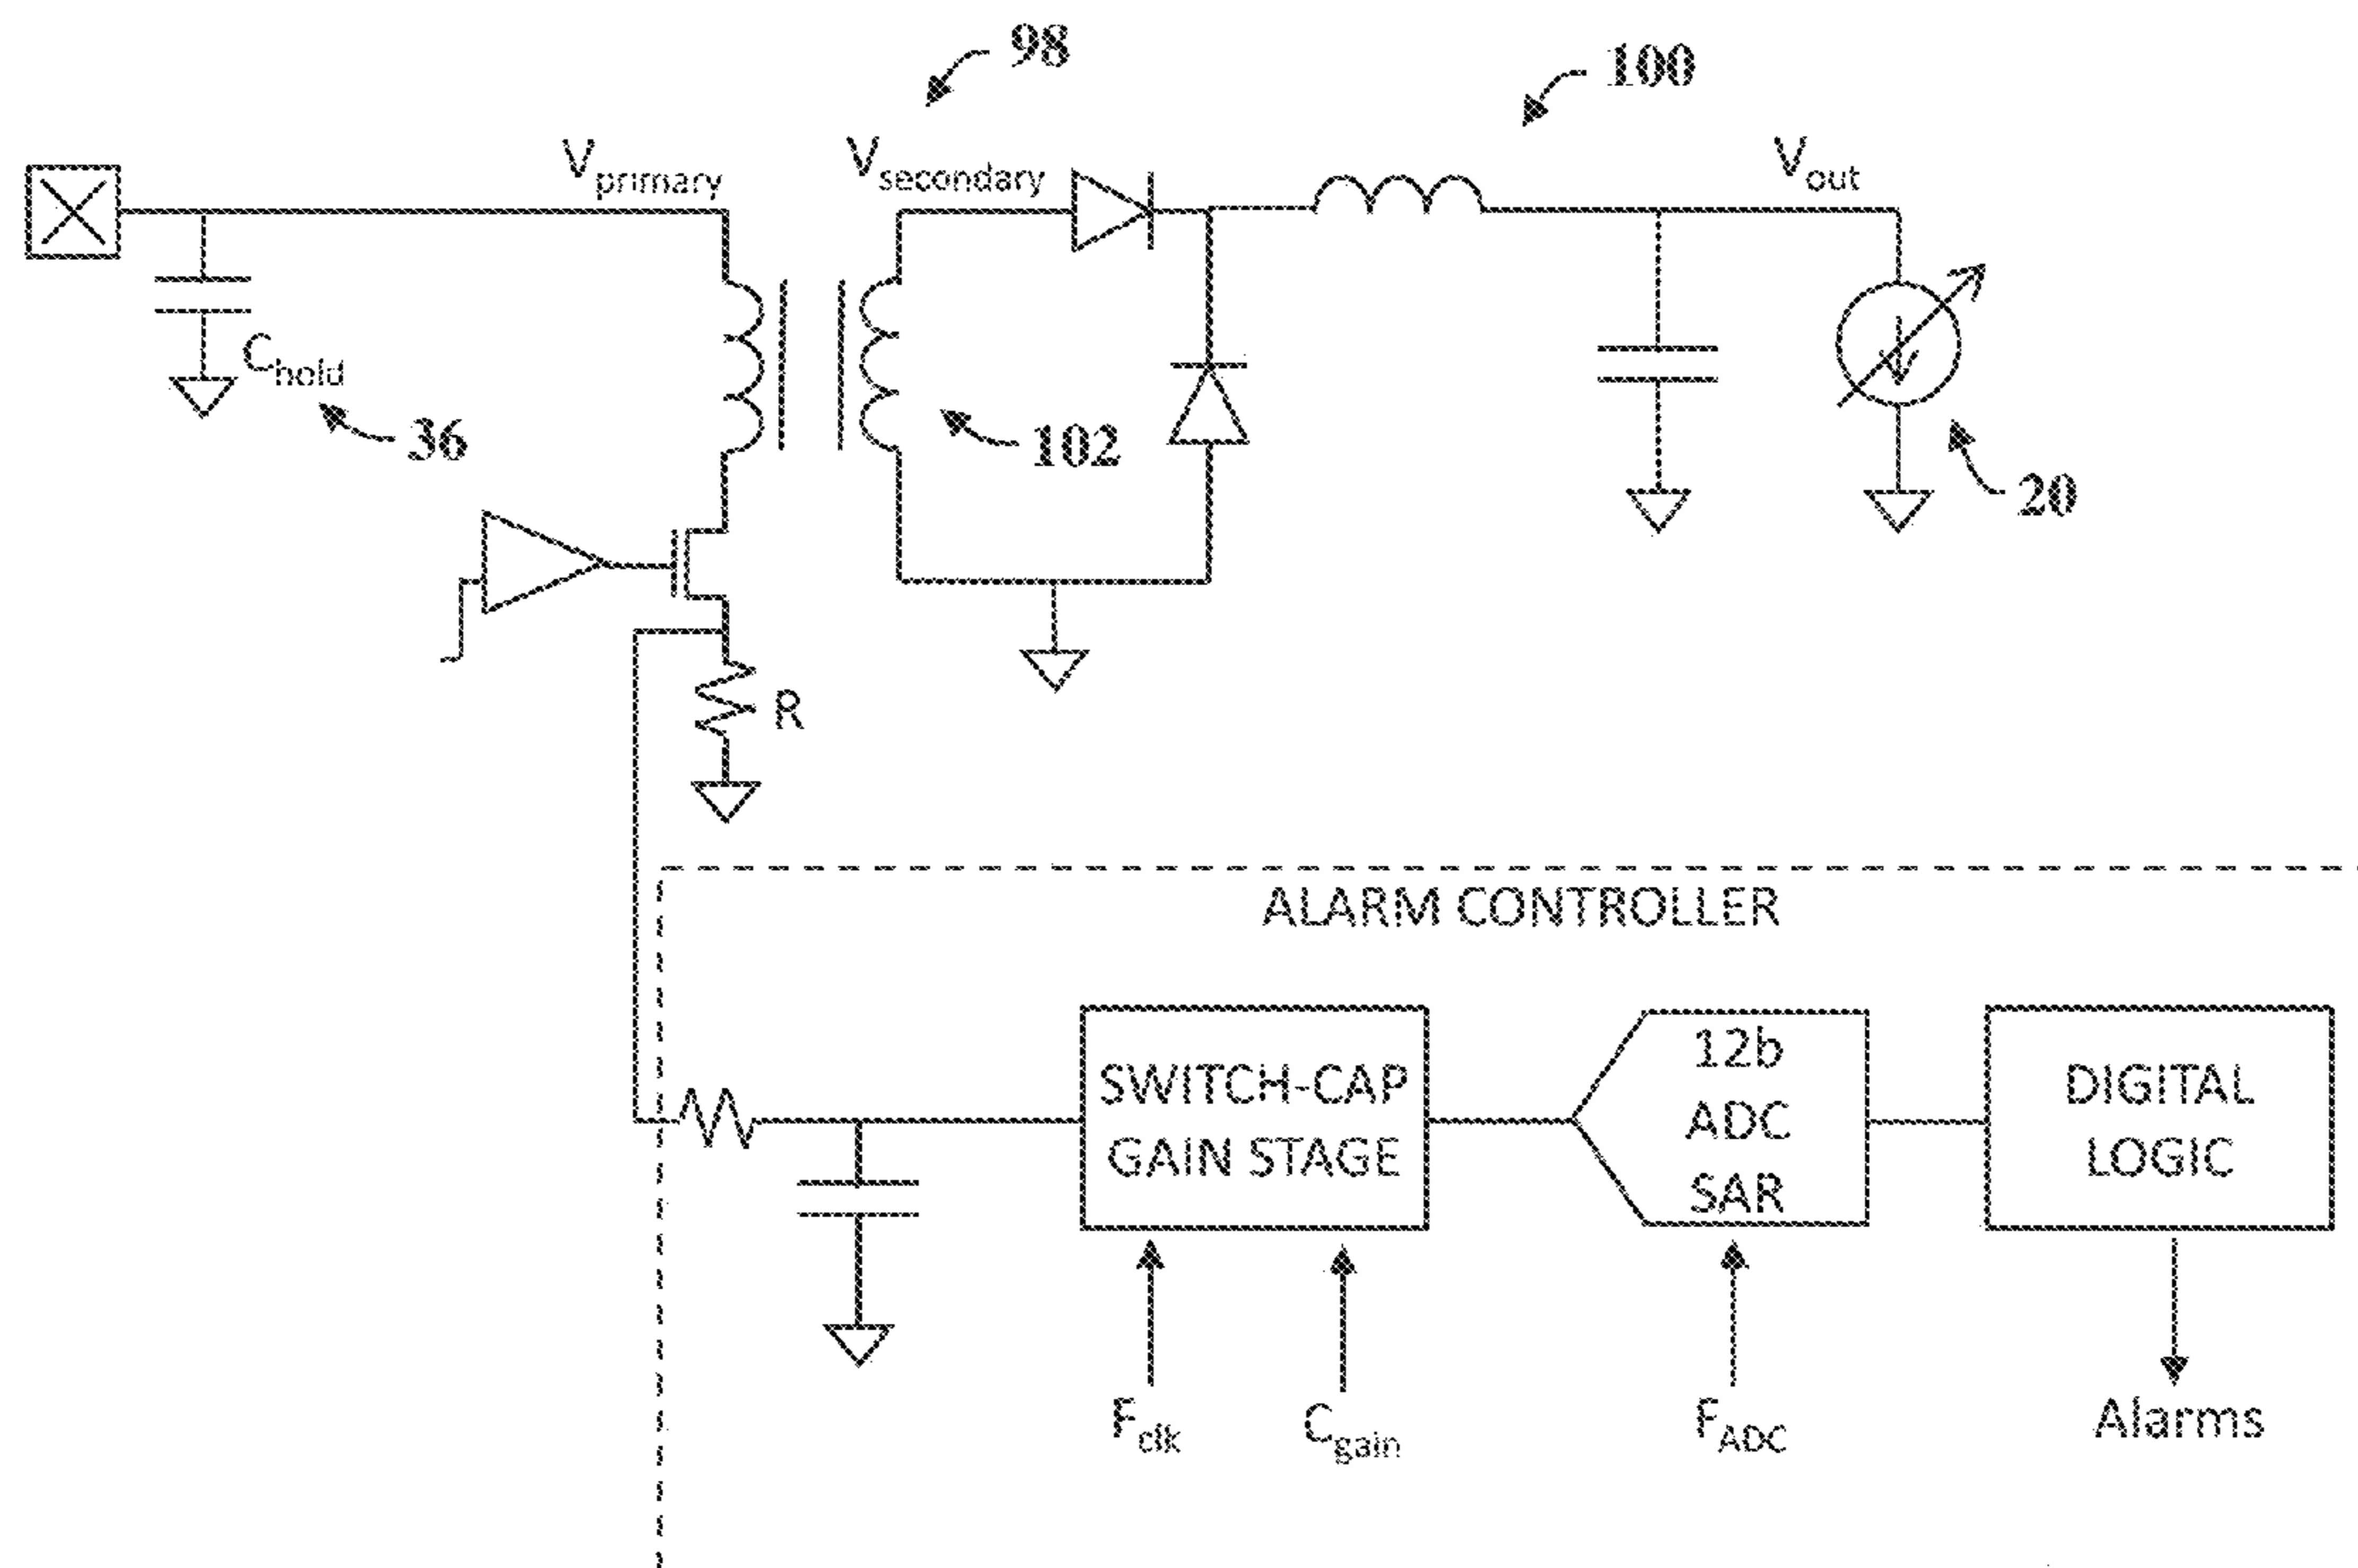 98
100
Vprimary
Vsecondary
Vout
Chold
36
102
20
R
ALARM CONTROLLER
SWITCH-CAP
GAIN STAGE
12b
ADC
SAR
DIGITAL
LOGIC
Fclk
Cgain
FADC
Alarms